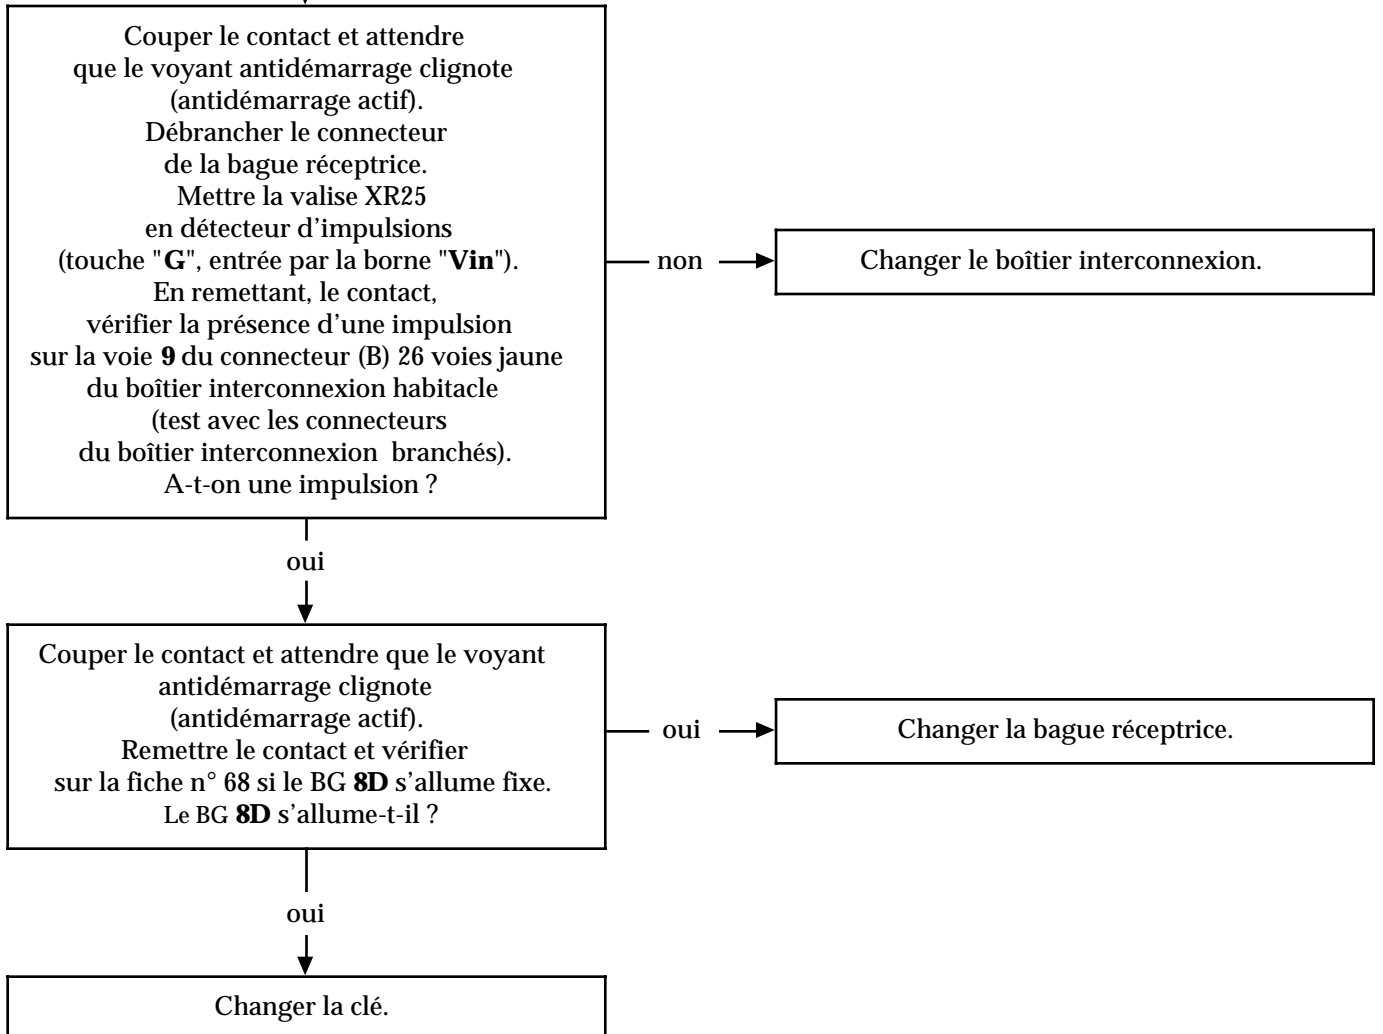 Couper le contact et attendre
que le voyant antidémarrage clignote
(antidémarrage actif).
Débrancher le connecteur
de la bague réceptrice.
Mettre la valise XR25
en détecteur d'impulsions
(touche "G", entrée par la borne "Vin").
En remettant, le contact,
vérifier la présence d'une impulsion
sur la voie 9 du connecteur (B) 26 voies jaune
du boîtier interconnexion habitacle
(test avec les connecteurs
du boîtier interconnexion branchés).
A-t-on une impulsion ?
non
Changer le boîtier interconnexion.
oui
Couper le contact et attendre que le voyant
antidémarrage clignote
(antidémarrage actif).
Remettre le contact et vérifier
sur la fiche n° 68 si le BG 8D s'allume fixe.
Le BG 8D s'allume-t-il ?
oui
Changer la bague réceptrice.
oui
Changer la clé.